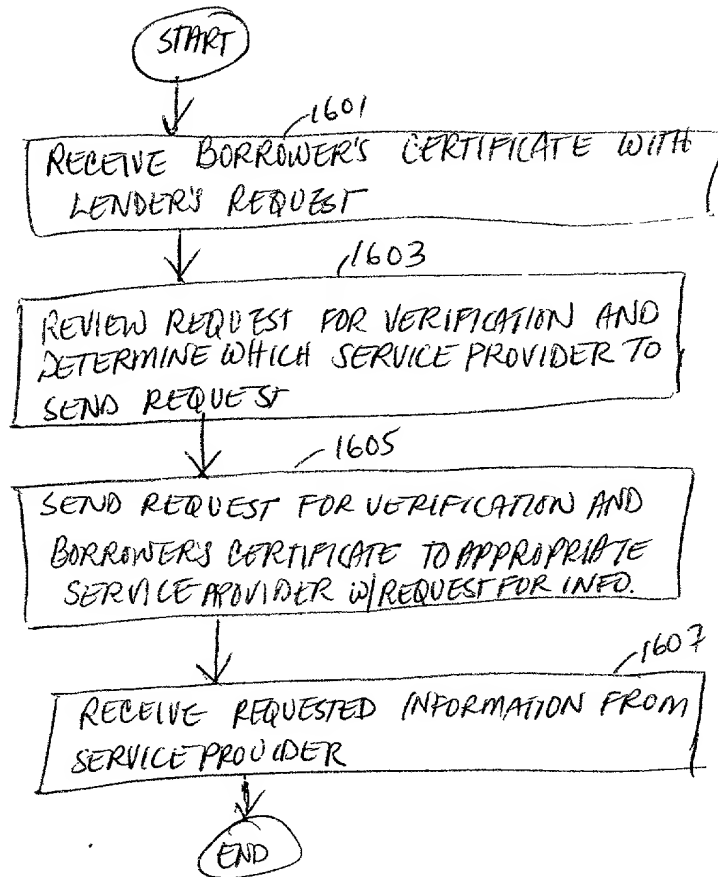 START
1601
RECEIVE BORROWER'S CERTIFICATE WITH
LENDER'S REQUEST
1603
REVIEW REQUEST FOR VERIFICATION AND
DETERMINE WHICH SERVICE PROVIDER TO
SEND REQUEST
1605
SEND REQUEST FOR VERIFICATION AND
BORROWER'S CERTIFICATE TO APPROPRIATE
SERVICE PROVIDER W/REQUEST FOR INFO.
1607
RECEIVE REQUESTED INFORMATION FROM
SERVICE PROVIDER
END